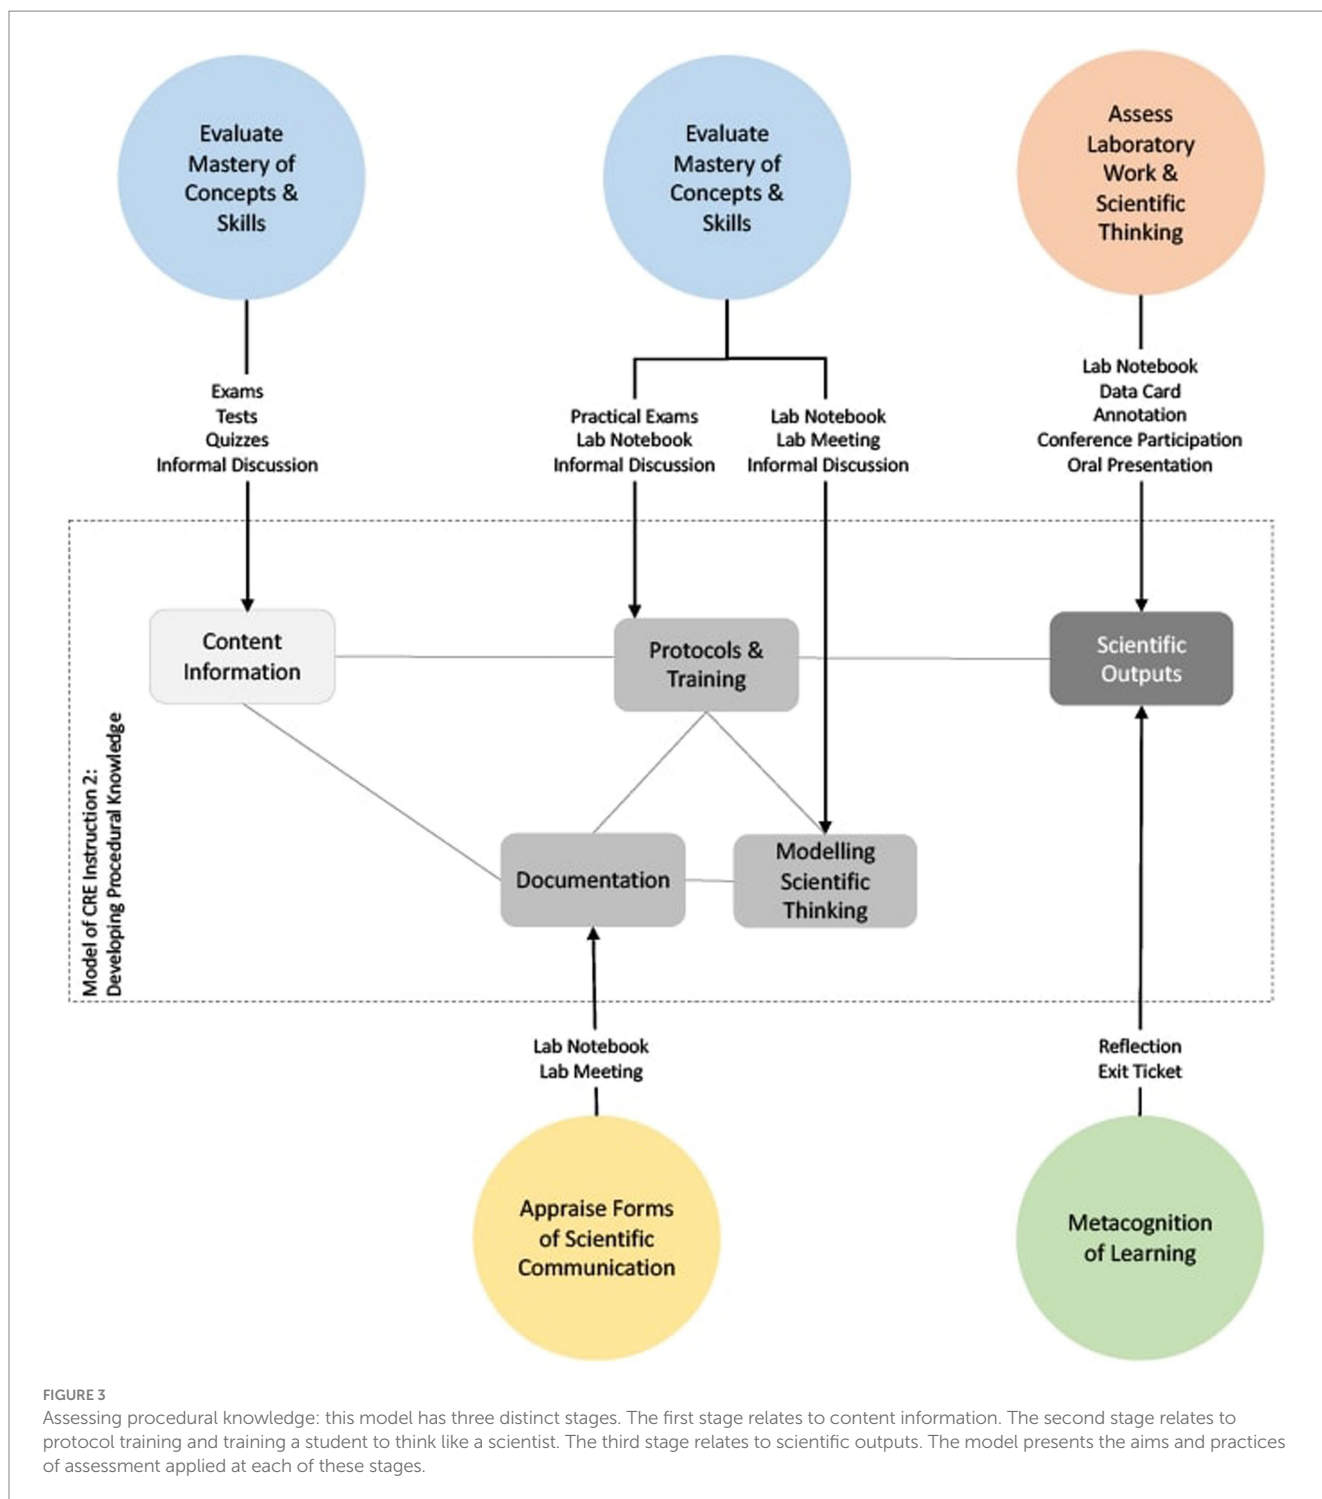 Evaluate
Mastery of
Concepts &
Skills
Evaluate
Mastery of
Concepts &
Skills
Assess
Laboratory
Work &
Scientific
Thinking
Exams
Tests
Quizzes
Informal Discussion
Practical Exams
Lab Notebook
Informal Discussion
Lab Notebook
Lab Meeting
Informal Discussion
Lab Notebook
Data Card
Annotation
Conference Participation
Oral Presentation
Model of CRE Instruction 2:
Developing Procedural Knowledge
Content
Information
Protocols &
Training
Scientific
Outputs
Documentation
Modelling
Scientific
Thinking
Lab Notebook
Lab Meeting
Reflection
Exit Ticket
Appraise Forms
of Scientific
Communication
Metacognition
of Learning
FIGURE 3
Assessing procedural knowledge: this model has three distinct stages. The first stage relates to content information. The second stage relates to
protocol training and training a student to think like a scientist. The third stage relates to scientific outputs. The model presents the aims and practices
of assessment applied at each of these stages.